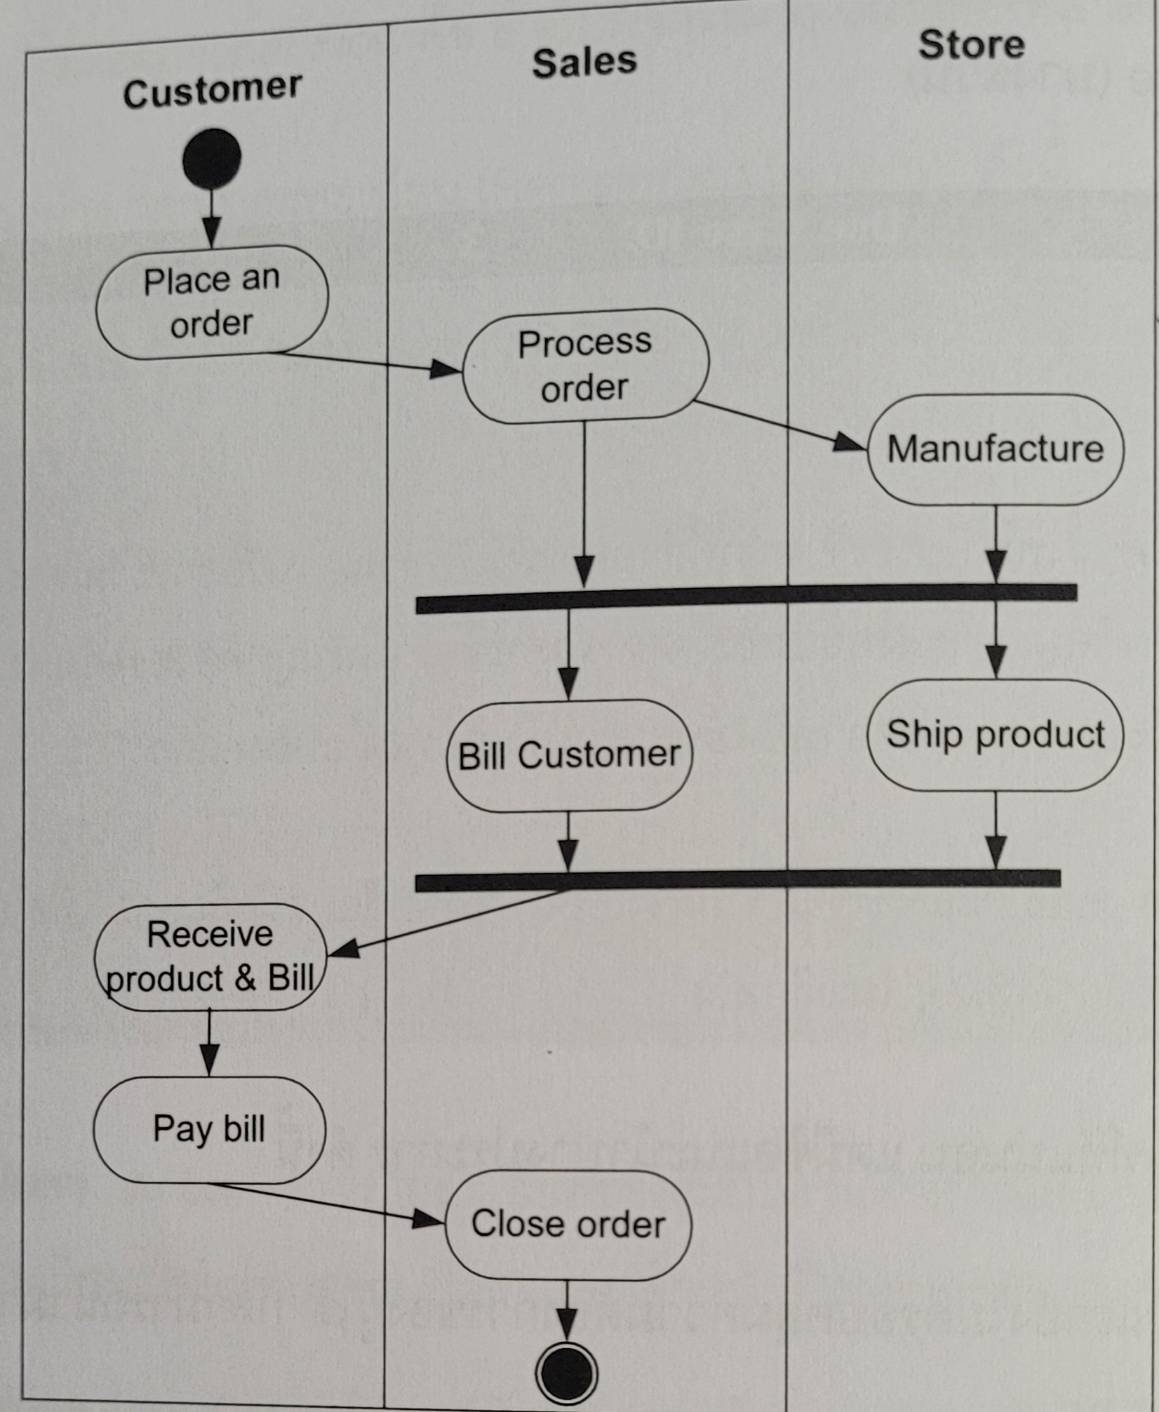 Customer
Sales
Store
Place an
order
Process
order
Manufacture
Bill Customer
Ship product
Receive
product & Bill
Pay bill
Close order